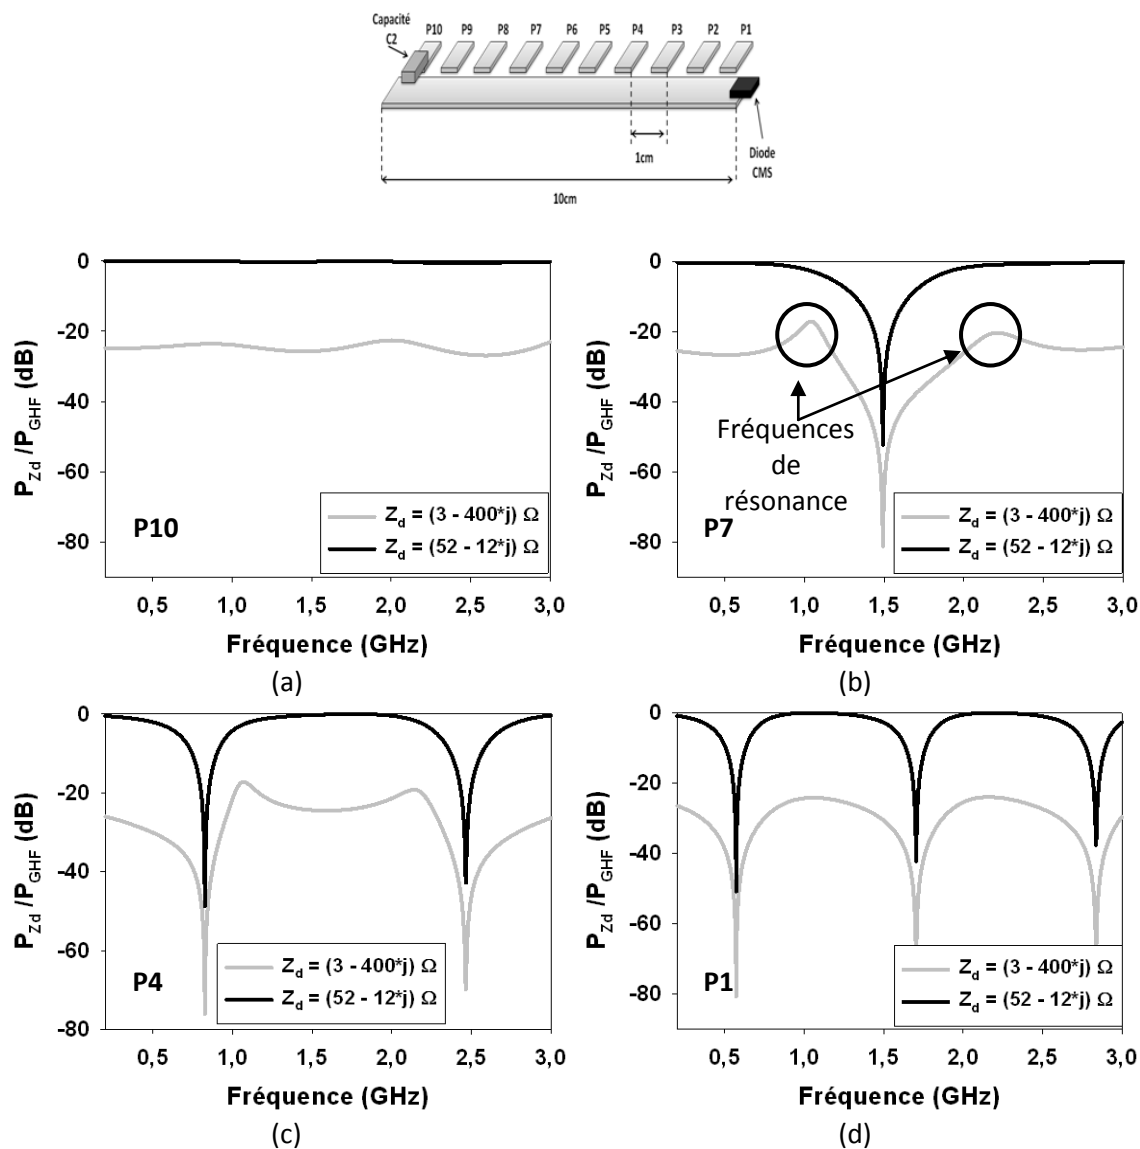 Capacité
C2
P10 P9 P8 P7 P6 P5 P4 P3 P2 P1
1cm
Diode
CMS
10cm
0
-20
-40
-60
-80
P_Zd /P_GHF (dB)
P10
Z_d = (3 - 400*j) Ω
Z_d = (52 - 12*j) Ω
0,5 1,0 1,5 2,0 2,5 3,0
Fréquence (GHz)
(a)
0
-20
-40
-60
-80
P_Zd /P_GHF (dB)
Fréquences
de
résonance
P7
Z_d = (3 - 400*j) Ω
Z_d = (52 - 12*j) Ω
0,5 1,0 1,5 2,0 2,5 3,0
Fréquence (GHz)
(b)
0
-20
-40
-60
-80
P_Zd /P_GHF (dB)
P4
Z_d = (3 - 400*j) Ω
Z_d = (52 - 12*j) Ω
0,5 1,0 1,5 2,0 2,5 3,0
Fréquence (GHz)
(c)
0
-20
-40
-60
-80
P_Zd /P_GHF (dB)
P1
Z_d = (3 - 400*j) Ω
Z_d = (52 - 12*j) Ω
0,5 1,0 1,5 2,0 2,5 3,0
Fréquence (GHz)
(d)